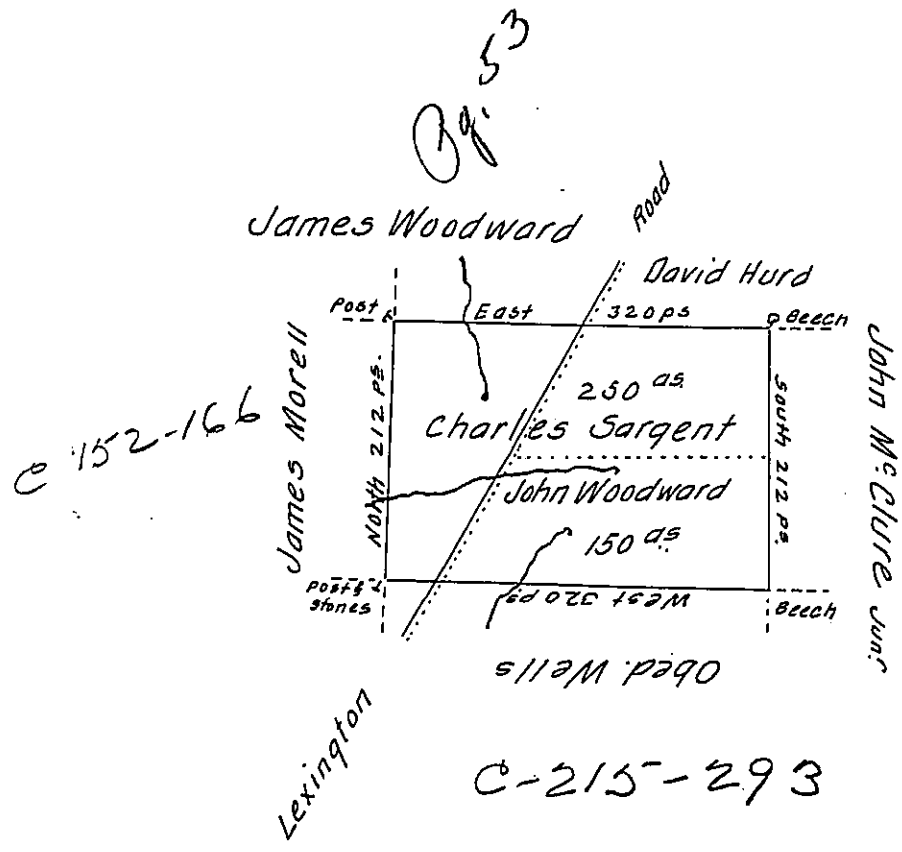 Pg. 53
James Woodward
Road
David Hurd
Post
East 320 ps
Beech
James Morell
North 212 ps.
250 as.
Charles Sargent
South 212 ps.
John McClure Junr
C 152-166
John Woodward
150 as.
Post & stones
West 320 ps
Beech
Obed. Wells
Lexington
C-215-293